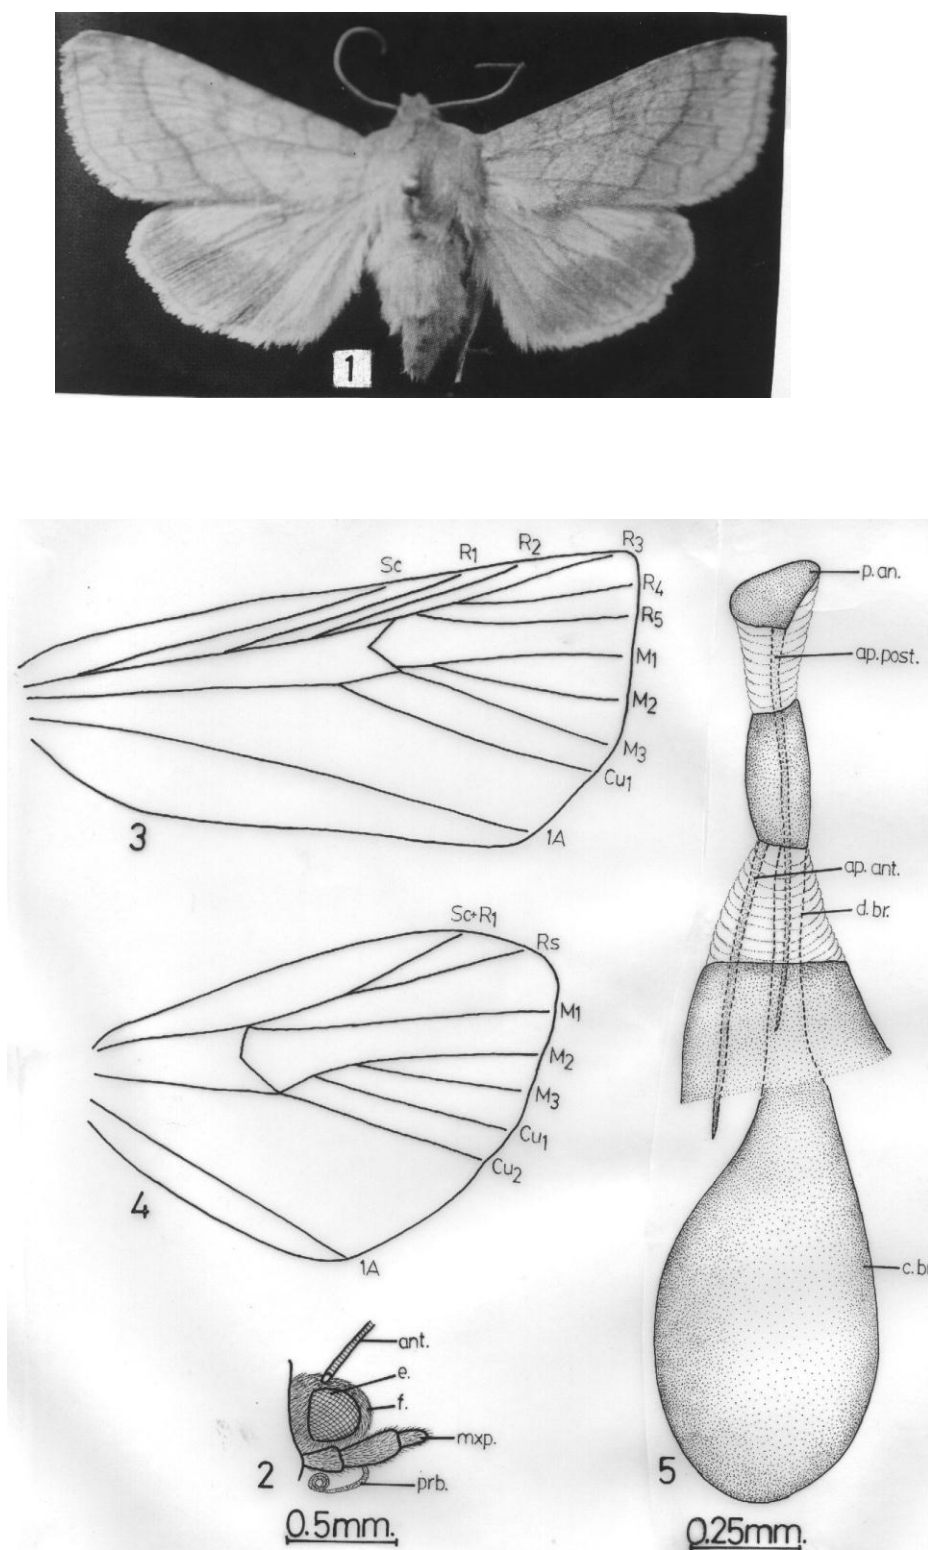 1
Sc R1 R2 R3
R4
R5
M1
M2
M3
Cu1
1A
3
Sc+R1
Rs
M1
M2
M3
Cu1
Cu2
1A
4
ant.
e.
f.
mxp.
prb.
2
0.5mm.
p.an.
ap.post.
ap.ant.
d.br.
c.br
5
0.25mm.